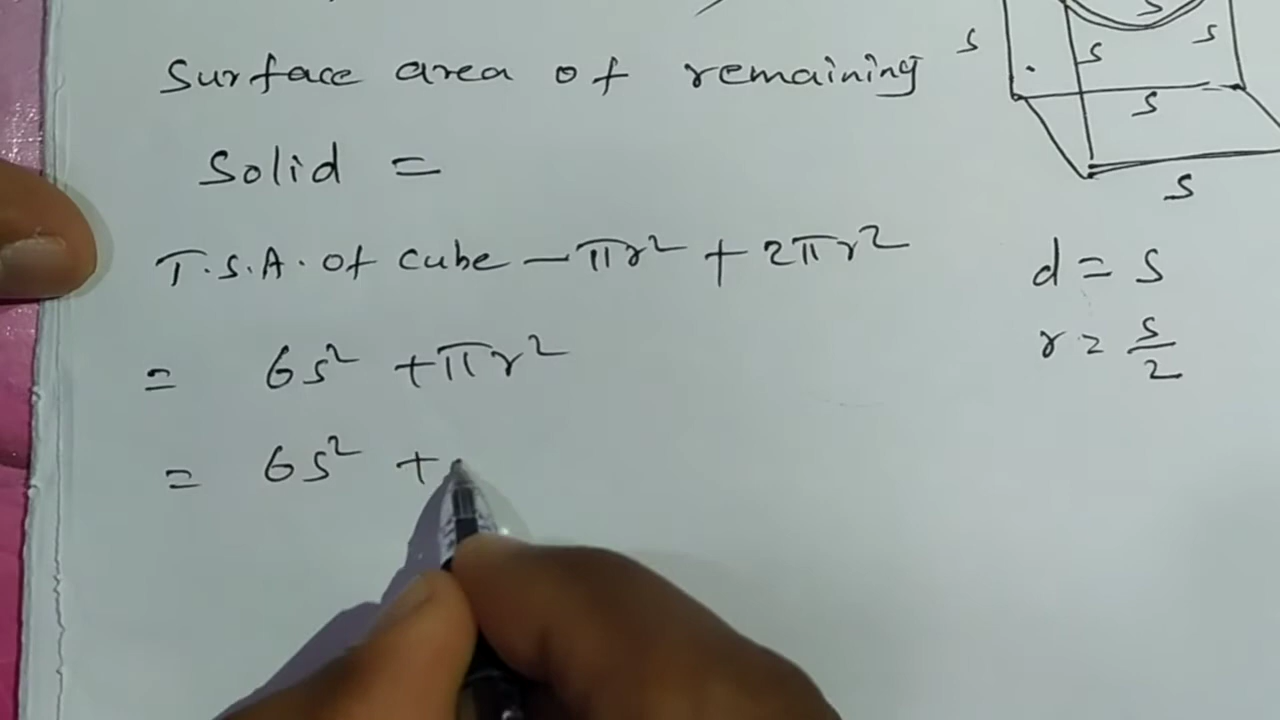 Surface area of remaining
Solid =
T.S.A. of cube - πr² + 2πr²
= 6s² + πr²
= 6s² +
s
s
s
s
s
s
d = s
r = s/2